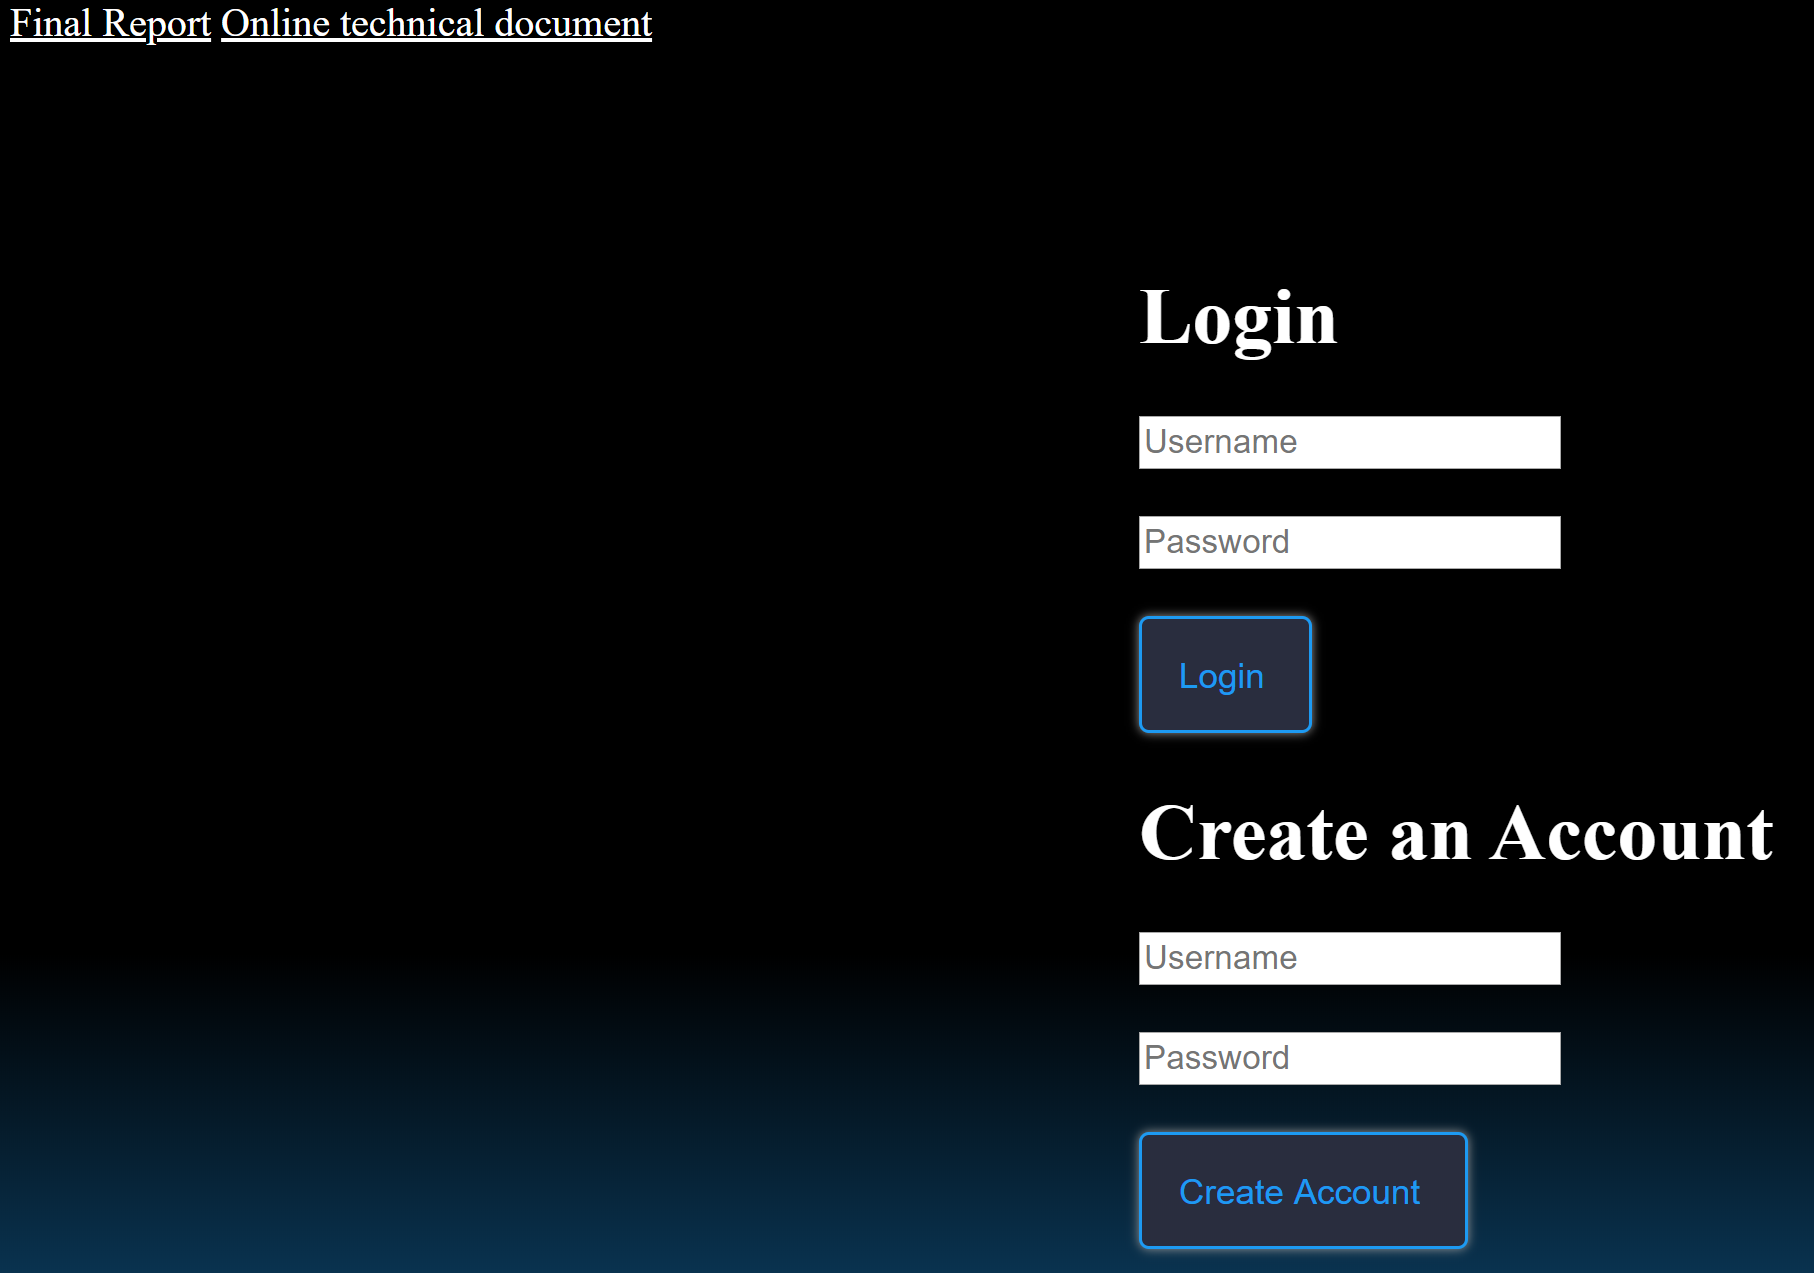 Final Report Online technical document
Login
Username
Password
Login
Create an Account
Username
Password
Create Account